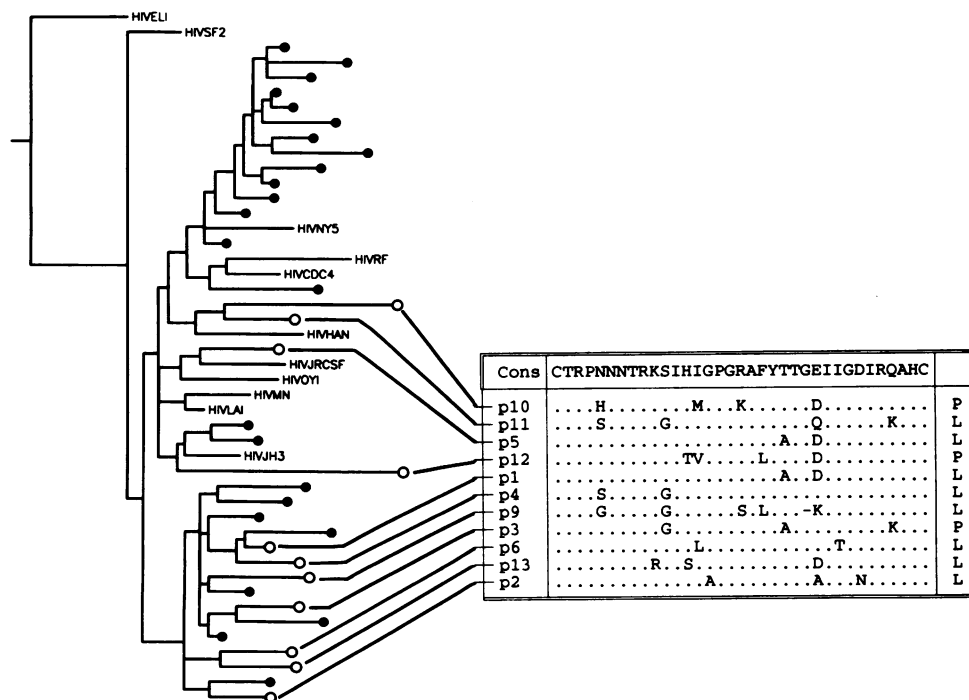 HIVELI
HIVSF2
HIVNY5
HIVRF
HIVCDC4
HIVHAN
HIVJRCSF
HIVOYI
HIVMN
HIVLAI
HIVJH3
Cons CTRPNNNTRKSIHIGPGRAFYTTGEIIGDIRQAHC
p10 ....H........M...K......D.......... P
p11 ....S.....G.............Q......K... L
p5 .....................A..D.......... L
p12 ............TV.....L....D.......... P
p1 .....................A..D.......... L
p4 ....S.....G........................ L
p9 ....G.....G......S.L...-K.......... L
p3 ..........G..........A.........K... P
p6 .............L............T........ L
p13 .........R..S...........D.......... L
p2 ..............A.........A...N...... L